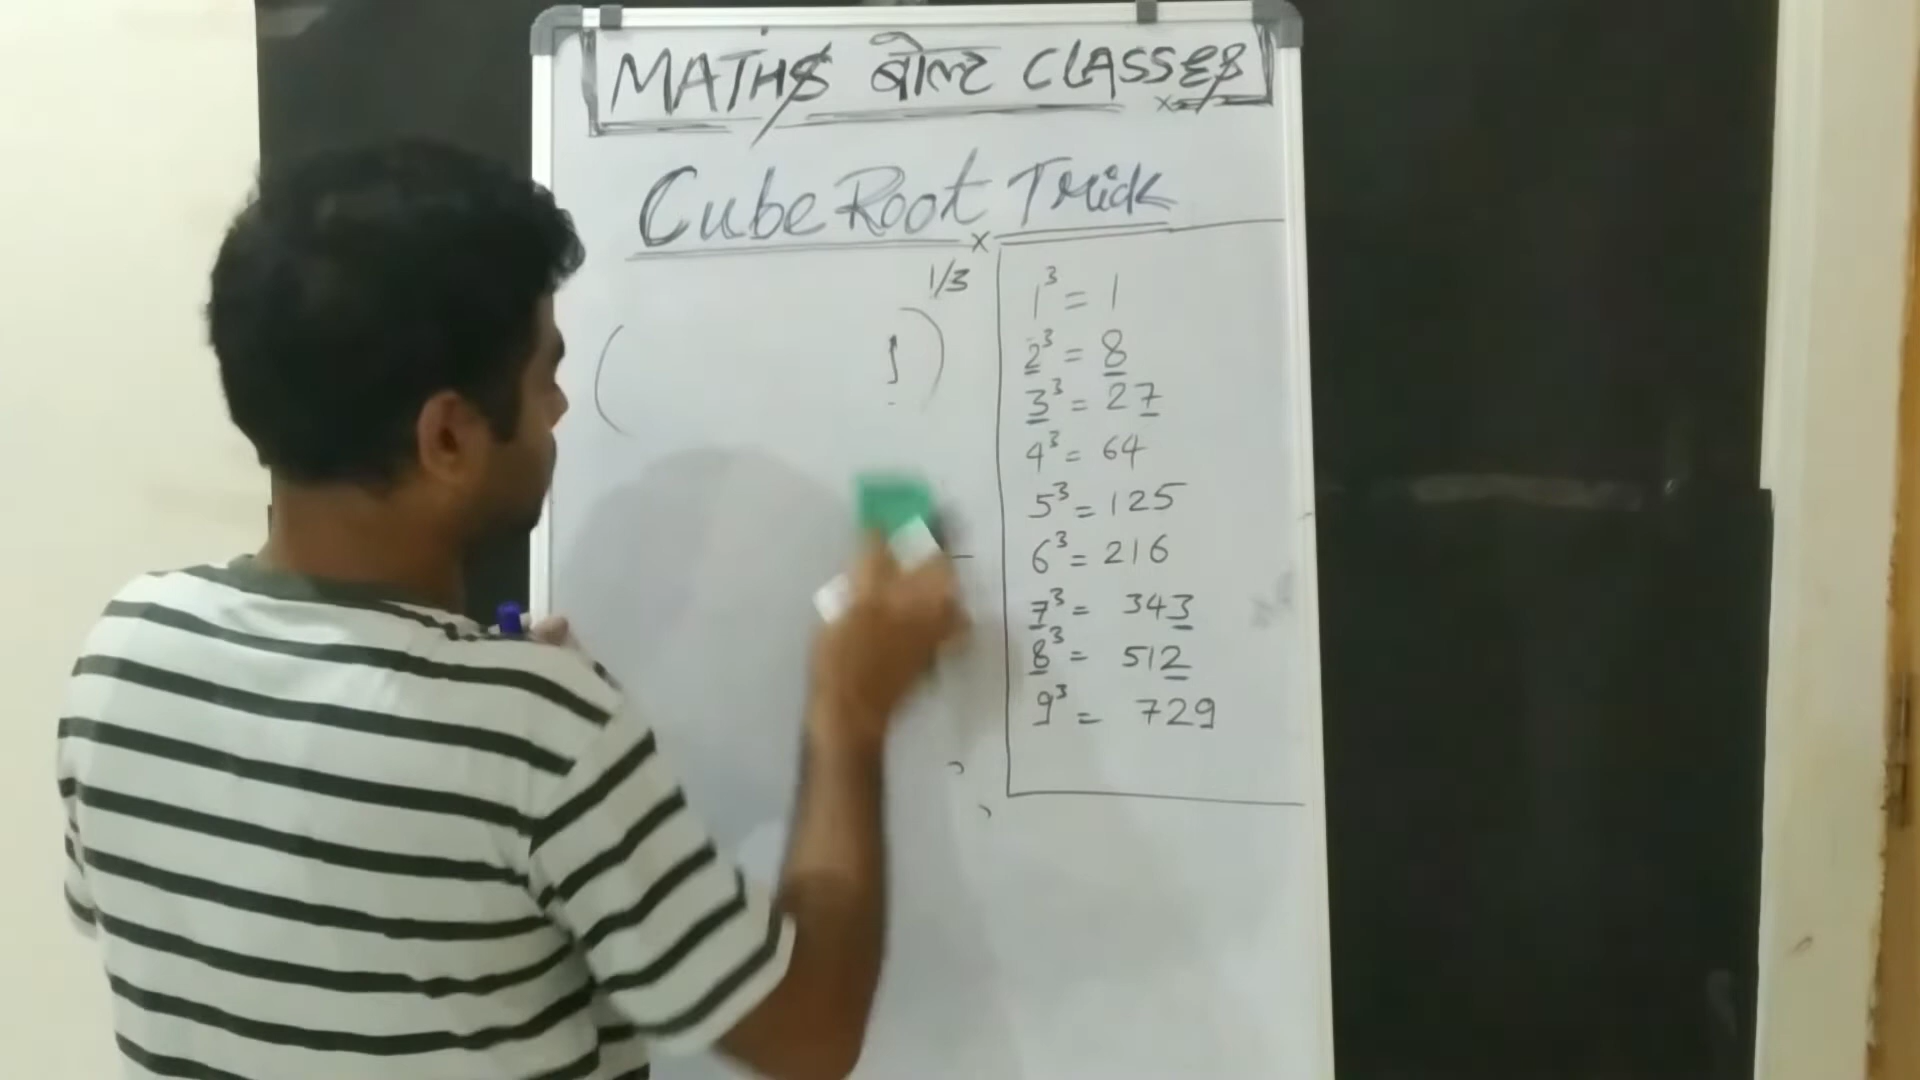 MATHS बोल्ट CLASSES
Cube Root Trick
( )1/3
1³ = 1
2³ = 8
3³ = 27
4³ = 64
5³ = 125
6³ = 216
7³ = 343
8³ = 512
9³ = 729